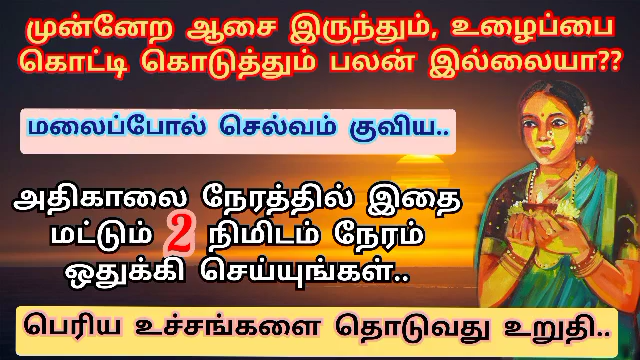 முன்னேற ஆசை இருந்தும், உழைப்பை
கொட்டி கொடுத்தும் பலன் இல்லையா??
மலைப்போல் செல்வம் குவிய..
அதிகாலை நேரத்தில் இதை
மட்டும் 2 நிமிடம் நேரம்
ஒதுக்கி செய்யுங்கள்..
பெரிய உச்சங்களை தொடுவது உறுதி..